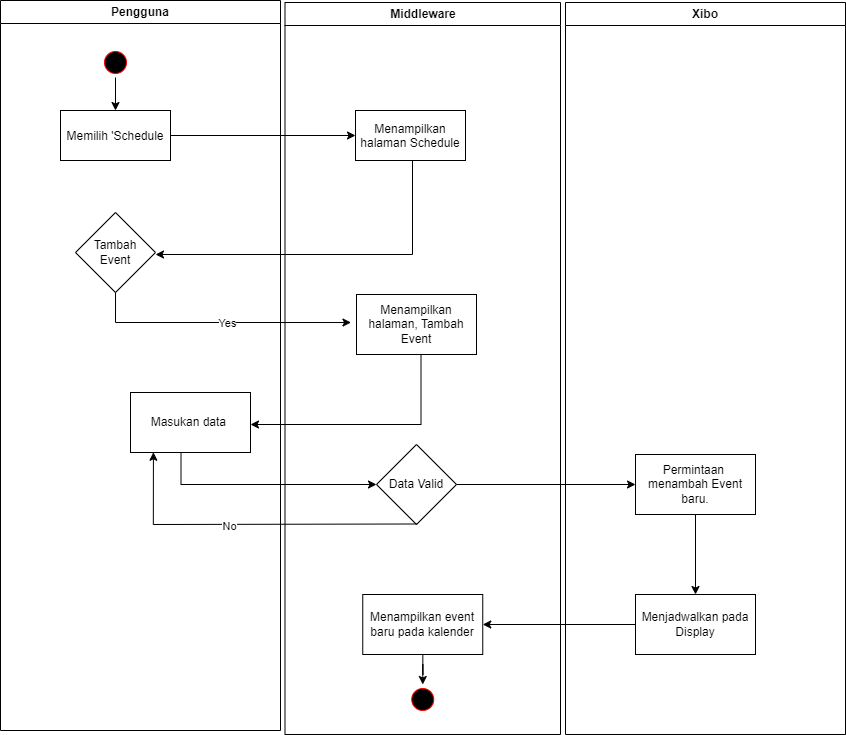 Pengguna
Middleware
Xibo
Memilih 'Schedule
Menampilkan
halaman Schedule
Tambah
Event
Yes
Menampilkan
halaman, Tambah
Event
Masukan data
Data Valid
No
Permintaan
menambah Event
baru.
Menampilkan event
baru pada kalender
Menjadwalkan pada
Display